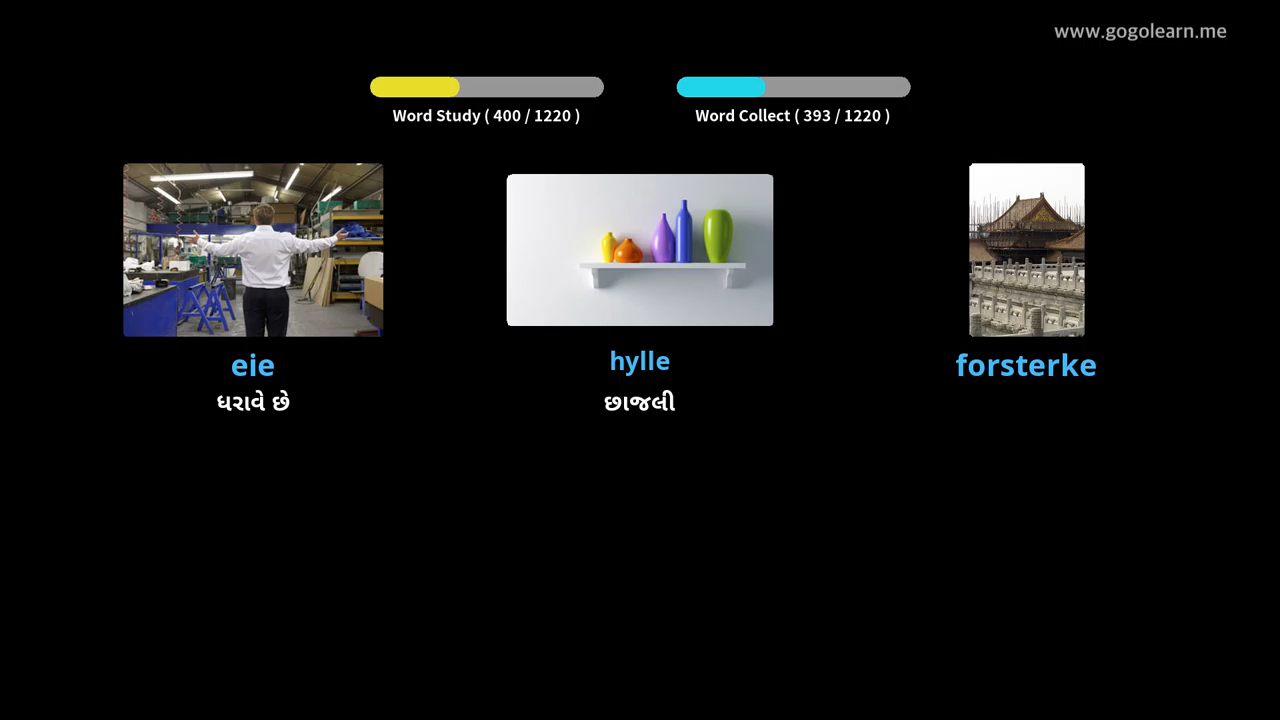 www.gogolearn.me
Word Study ( 400 / 1220 )
Word Collect ( 393 / 1220 )
eie
hylle
forsterke
ધરાવે છે
છાજલી